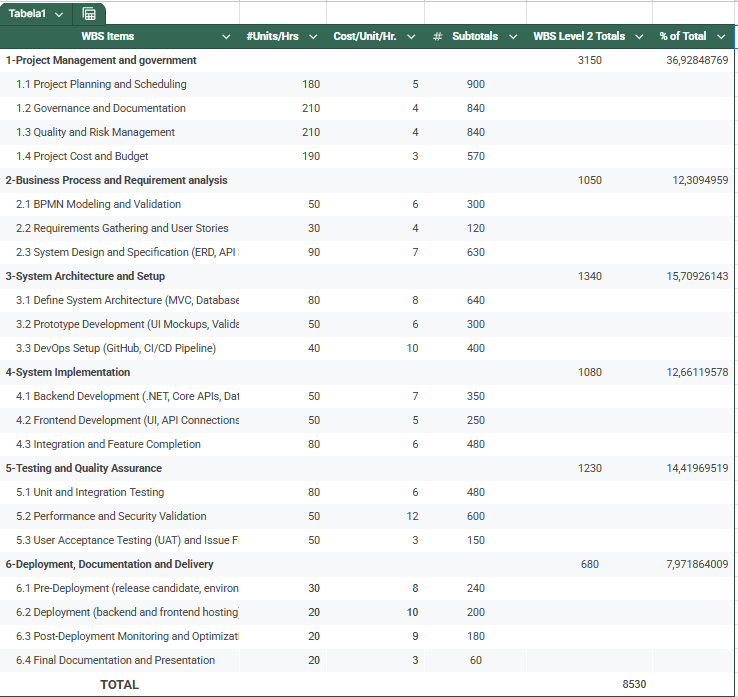 Tabela1
WBS Items #Units/Hrs Cost/Unit/Hr. # Subtotals WBS Level 2 Totals % of Total
1-Project Management and government 3150 36,92848769
1.1 Project Planning and Scheduling 180 5 900
1.2 Governance and Documentation 210 4 840
1.3 Quality and Risk Management 210 4 840
1.4 Project Cost and Budget 190 3 570
2-Business Process and Requirement analysis 1050 12,3094959
2.1 BPMN Modeling and Validation 50 6 300
2.2 Requirements Gathering and User Stories 30 4 120
2.3 System Design and Specification (ERD, API 90 7 630
3-System Architecture and Setup 1340 15,70926143
3.1 Define System Architecture (MVC, Database 80 8 640
3.2 Prototype Development (UI Mockups, Valida 50 6 300
3.3 DevOps Setup (GitHub, CI/CD Pipeline) 40 10 400
4-System Implementation 1080 12,66119578
4.1 Backend Development (.NET, Core APIs, Dat 50 7 350
4.2 Frontend Development (UI, API Connections 50 5 250
4.3 Integration and Feature Completion 80 6 480
5-Testing and Quality Assurance 1230 14,41969519
5.1 Unit and Integration Testing 80 6 480
5.2 Performance and Security Validation 50 12 600
5.3 User Acceptance Testing (UAT) and Issue Fi 50 3 150
6-Deployment, Documentation and Delivery 680 7,971864009
6.1 Pre-Deployment (release candidate, environ 30 8 240
6.2 Deployment (backend and frontend hosting) 20 10 200
6.3 Post-Deployment Monitoring and Optimizati 20 9 180
6.4 Final Documentation and Presentation 20 3 60
TOTAL 8530